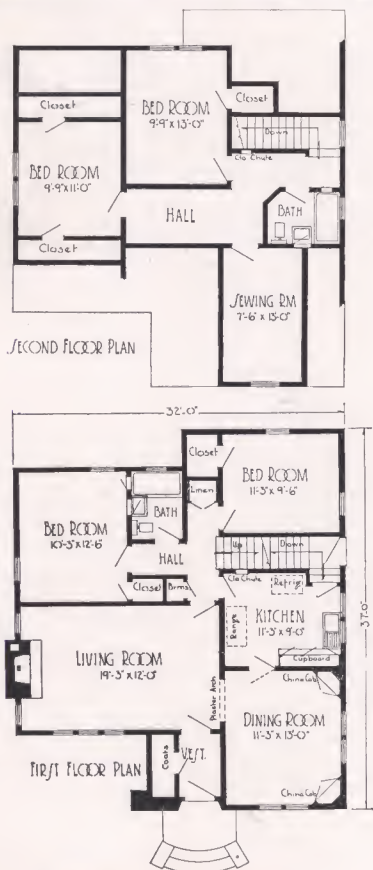 Closet
BED ROOM
9'-9"x13'-0"
Closet
BED ROOM
9'-9"x11'-0"
Down
Clo Chute
HALL
BATH
Closet
SEWING RM
7'-6" x 13'-0"
SECOND FLOOR PLAN
32'-0"
Closet
BED ROOM
11'-3" x 9'-6"
Linen
BED ROOM
10'-3"x12'-6"
BATH
HALL
Up
Down
Closet
Brms
Clo Chute
Refrig
37'-0"
KITCHEN
11'-3" x 9'-0"
Range
LIVING ROOM
19'-3" x 12'-0"
Cupboard
China Cab
Plaster Arch
DINING ROOM
11'-3" x 13'-0"
FIRST FLOOR PLAN
Coats
VEST.
China Cab